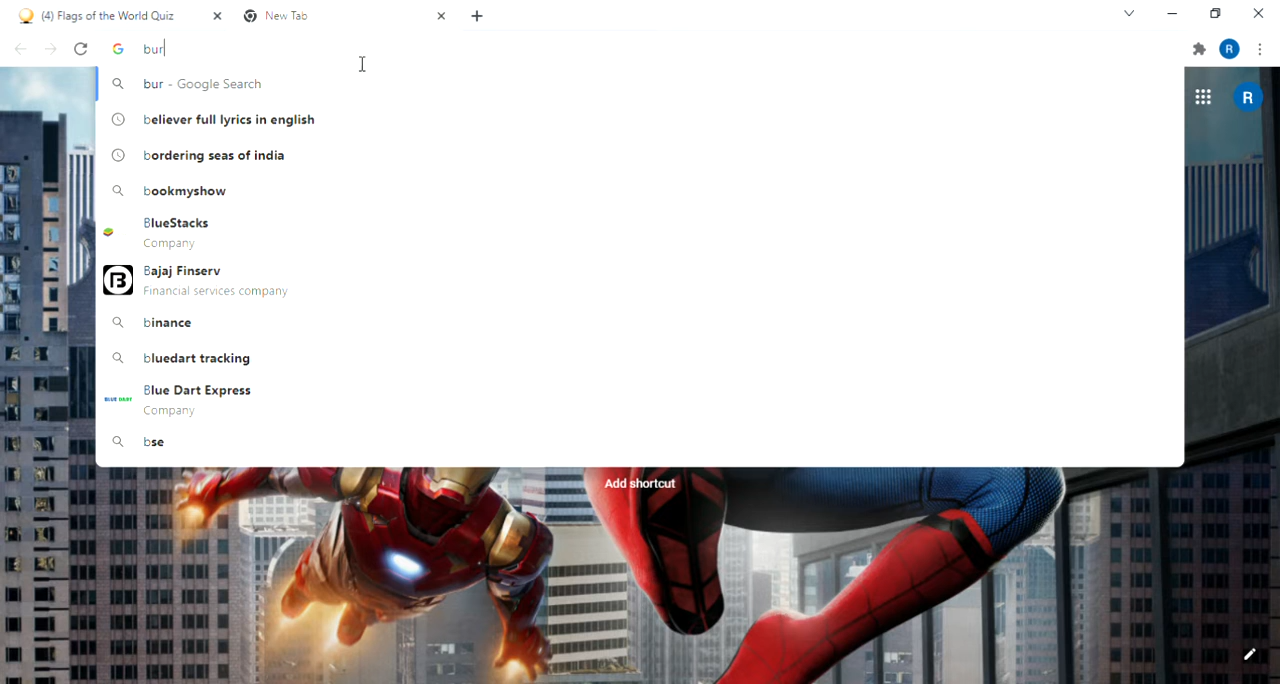 (4) Flags of the World Quiz
New Tab
bur
R
bur - Google Search
R
believer full lyrics in english
bordering seas of india
bookmyshow
BlueStacks
Company
Bajaj Finserv
Financial services company
binance
bluedart tracking
Blue Dart Express
BLUE DART
Company
bse
Add shortcut